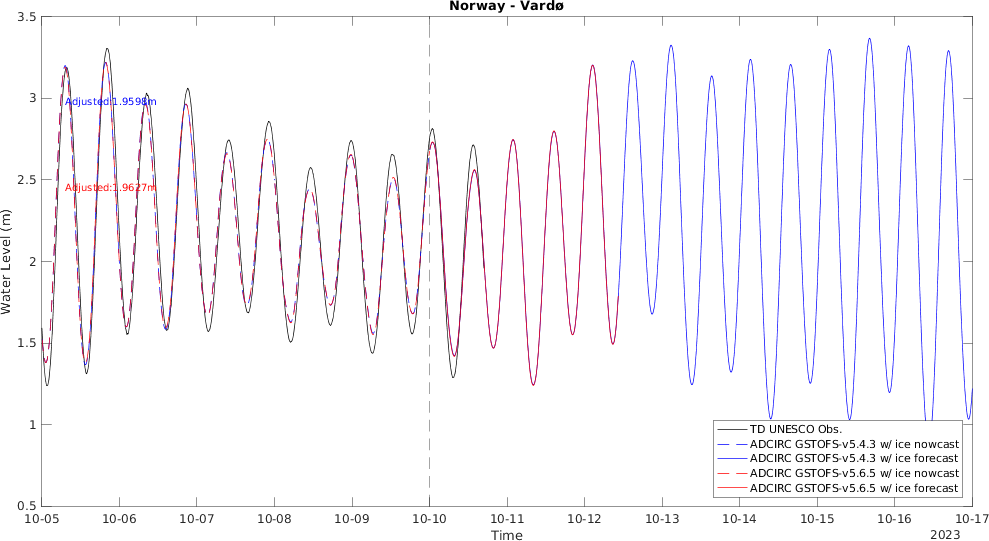 Norway - Vardø
3.5
3
2.5
2
1.5
1
0.5
Water Level (m)
Adjusted:1.9598m
Adjusted:1.9627m
TD UNESCO Obs.
ADCIRC GSTOFS-v5.4.3 w/ ice nowcast
ADCIRC GSTOFS-v5.4.3 w/ ice forecast
ADCIRC GSTOFS-v5.6.5 w/ ice nowcast
ADCIRC GSTOFS-v5.6.5 w/ ice forecast
10-05 10-06 10-07 10-08 10-09 10-10 10-11 10-12 10-13 10-14 10-15 10-16 10-17
Time
2023